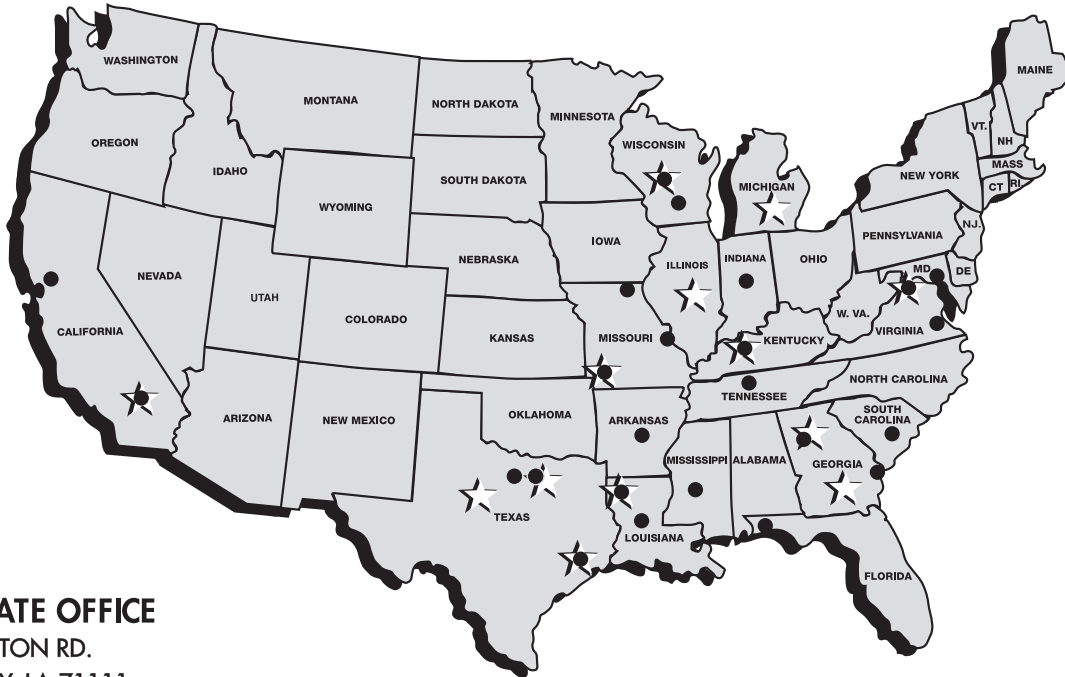 WASHINGTON
MAINE
MONTANA
NORTH DAKOTA
MINNESOTA
VT.
NH
OREGON
WISCONSIN
MASS
IDAHO
SOUTH DAKOTA
MICHIGAN
NEW YORK
CT
RI.
WYOMING
NJ.
PENNSYLVANIA
IOWA
NEBRASKA
ILLINOIS
INDIANA
OHIO
MD
DE
NEVADA
UTAH
COLORADO
W. VA.
CALIFORNIA
KANSAS
MISSOURI
KENTUCKY
VIRGINIA
NORTH CAROLINA
TENNESSEE
ARIZONA
NEW MEXICO
OKLAHOMA
ARKANSAS
SOUTH
CAROLINA
MISSISSIPPI
ALABAMA
GEORGIA
TEXAS
LOUISIANA
FLORIDA
ATE OFFICE
TON RD.